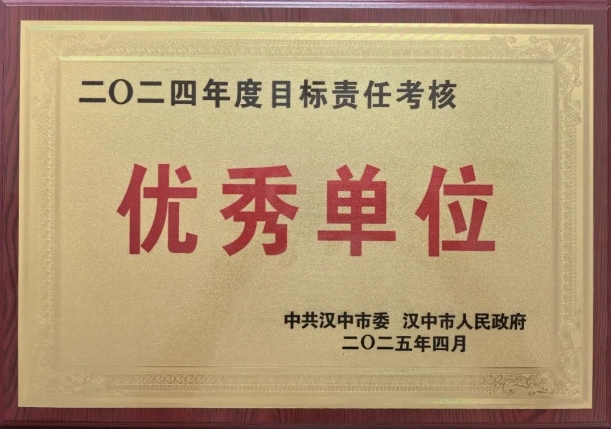 二〇二四年度目标责任考核
优秀单位
中共汉中市委 汉中市人民政府
二〇二五年四月